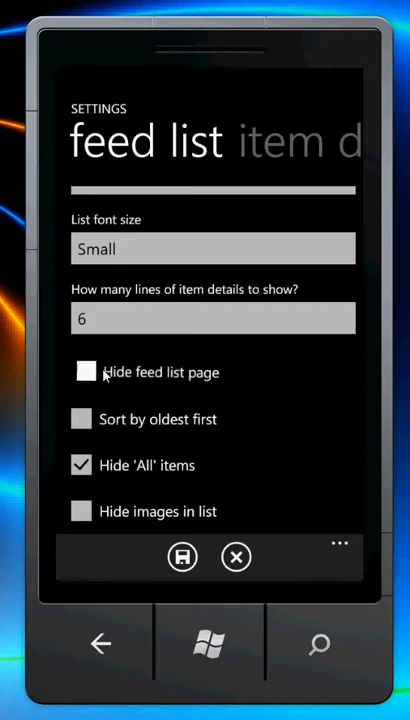 SETTINGS
feed list item d
List font size
Small
How many lines of item details to show?
6
Hide feed list page
Sort by oldest first
Hide 'All' items
Hide images in list